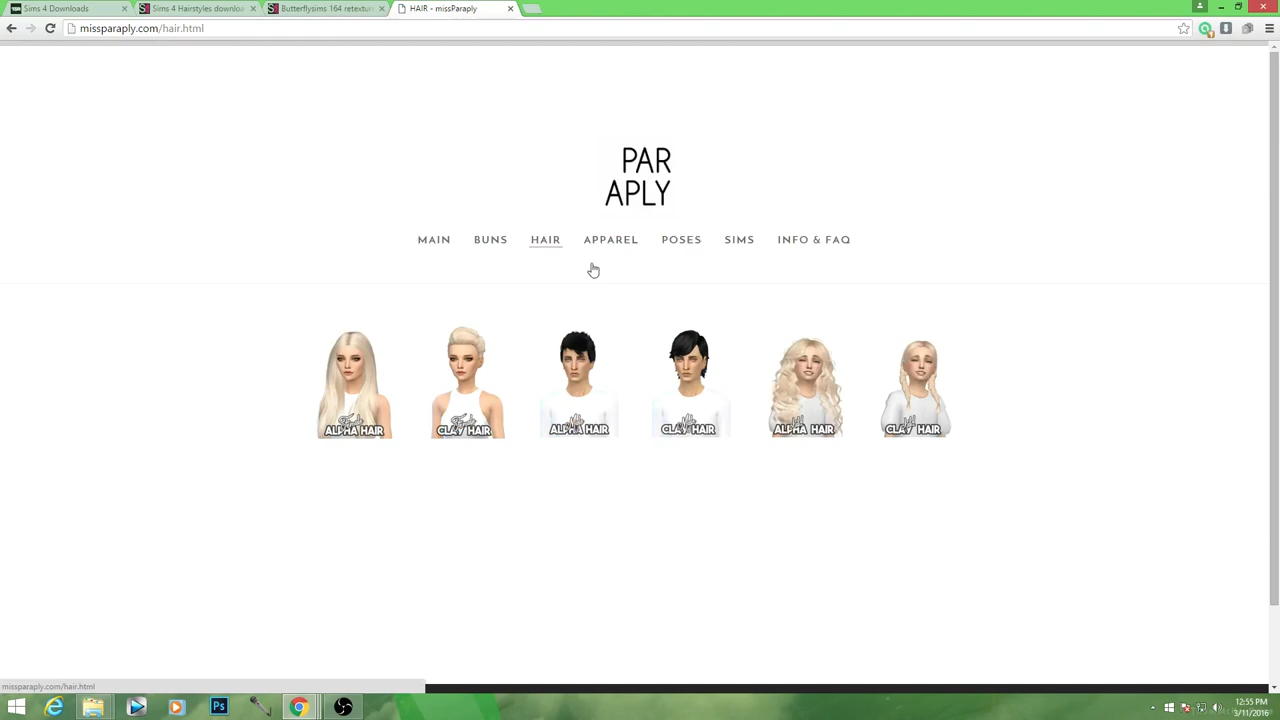 Sims 4 Downloads
Sims 4 Hairstyles downloa
Butterflysims 164 retexture
HAIR - missParaply
missparaply.com/hair.html
PAR
APLY
MAIN BUNS HAIR APPAREL POSES SIMS INFO & FAQ
ALPHA HAIR
CLAY HAIR
ALPHA HAIR
CLAY HAIR
ALPHA HAIR
CLAY HAIR
missparaply.com/hair.html
Ps
12:55 PM
3/11/2016